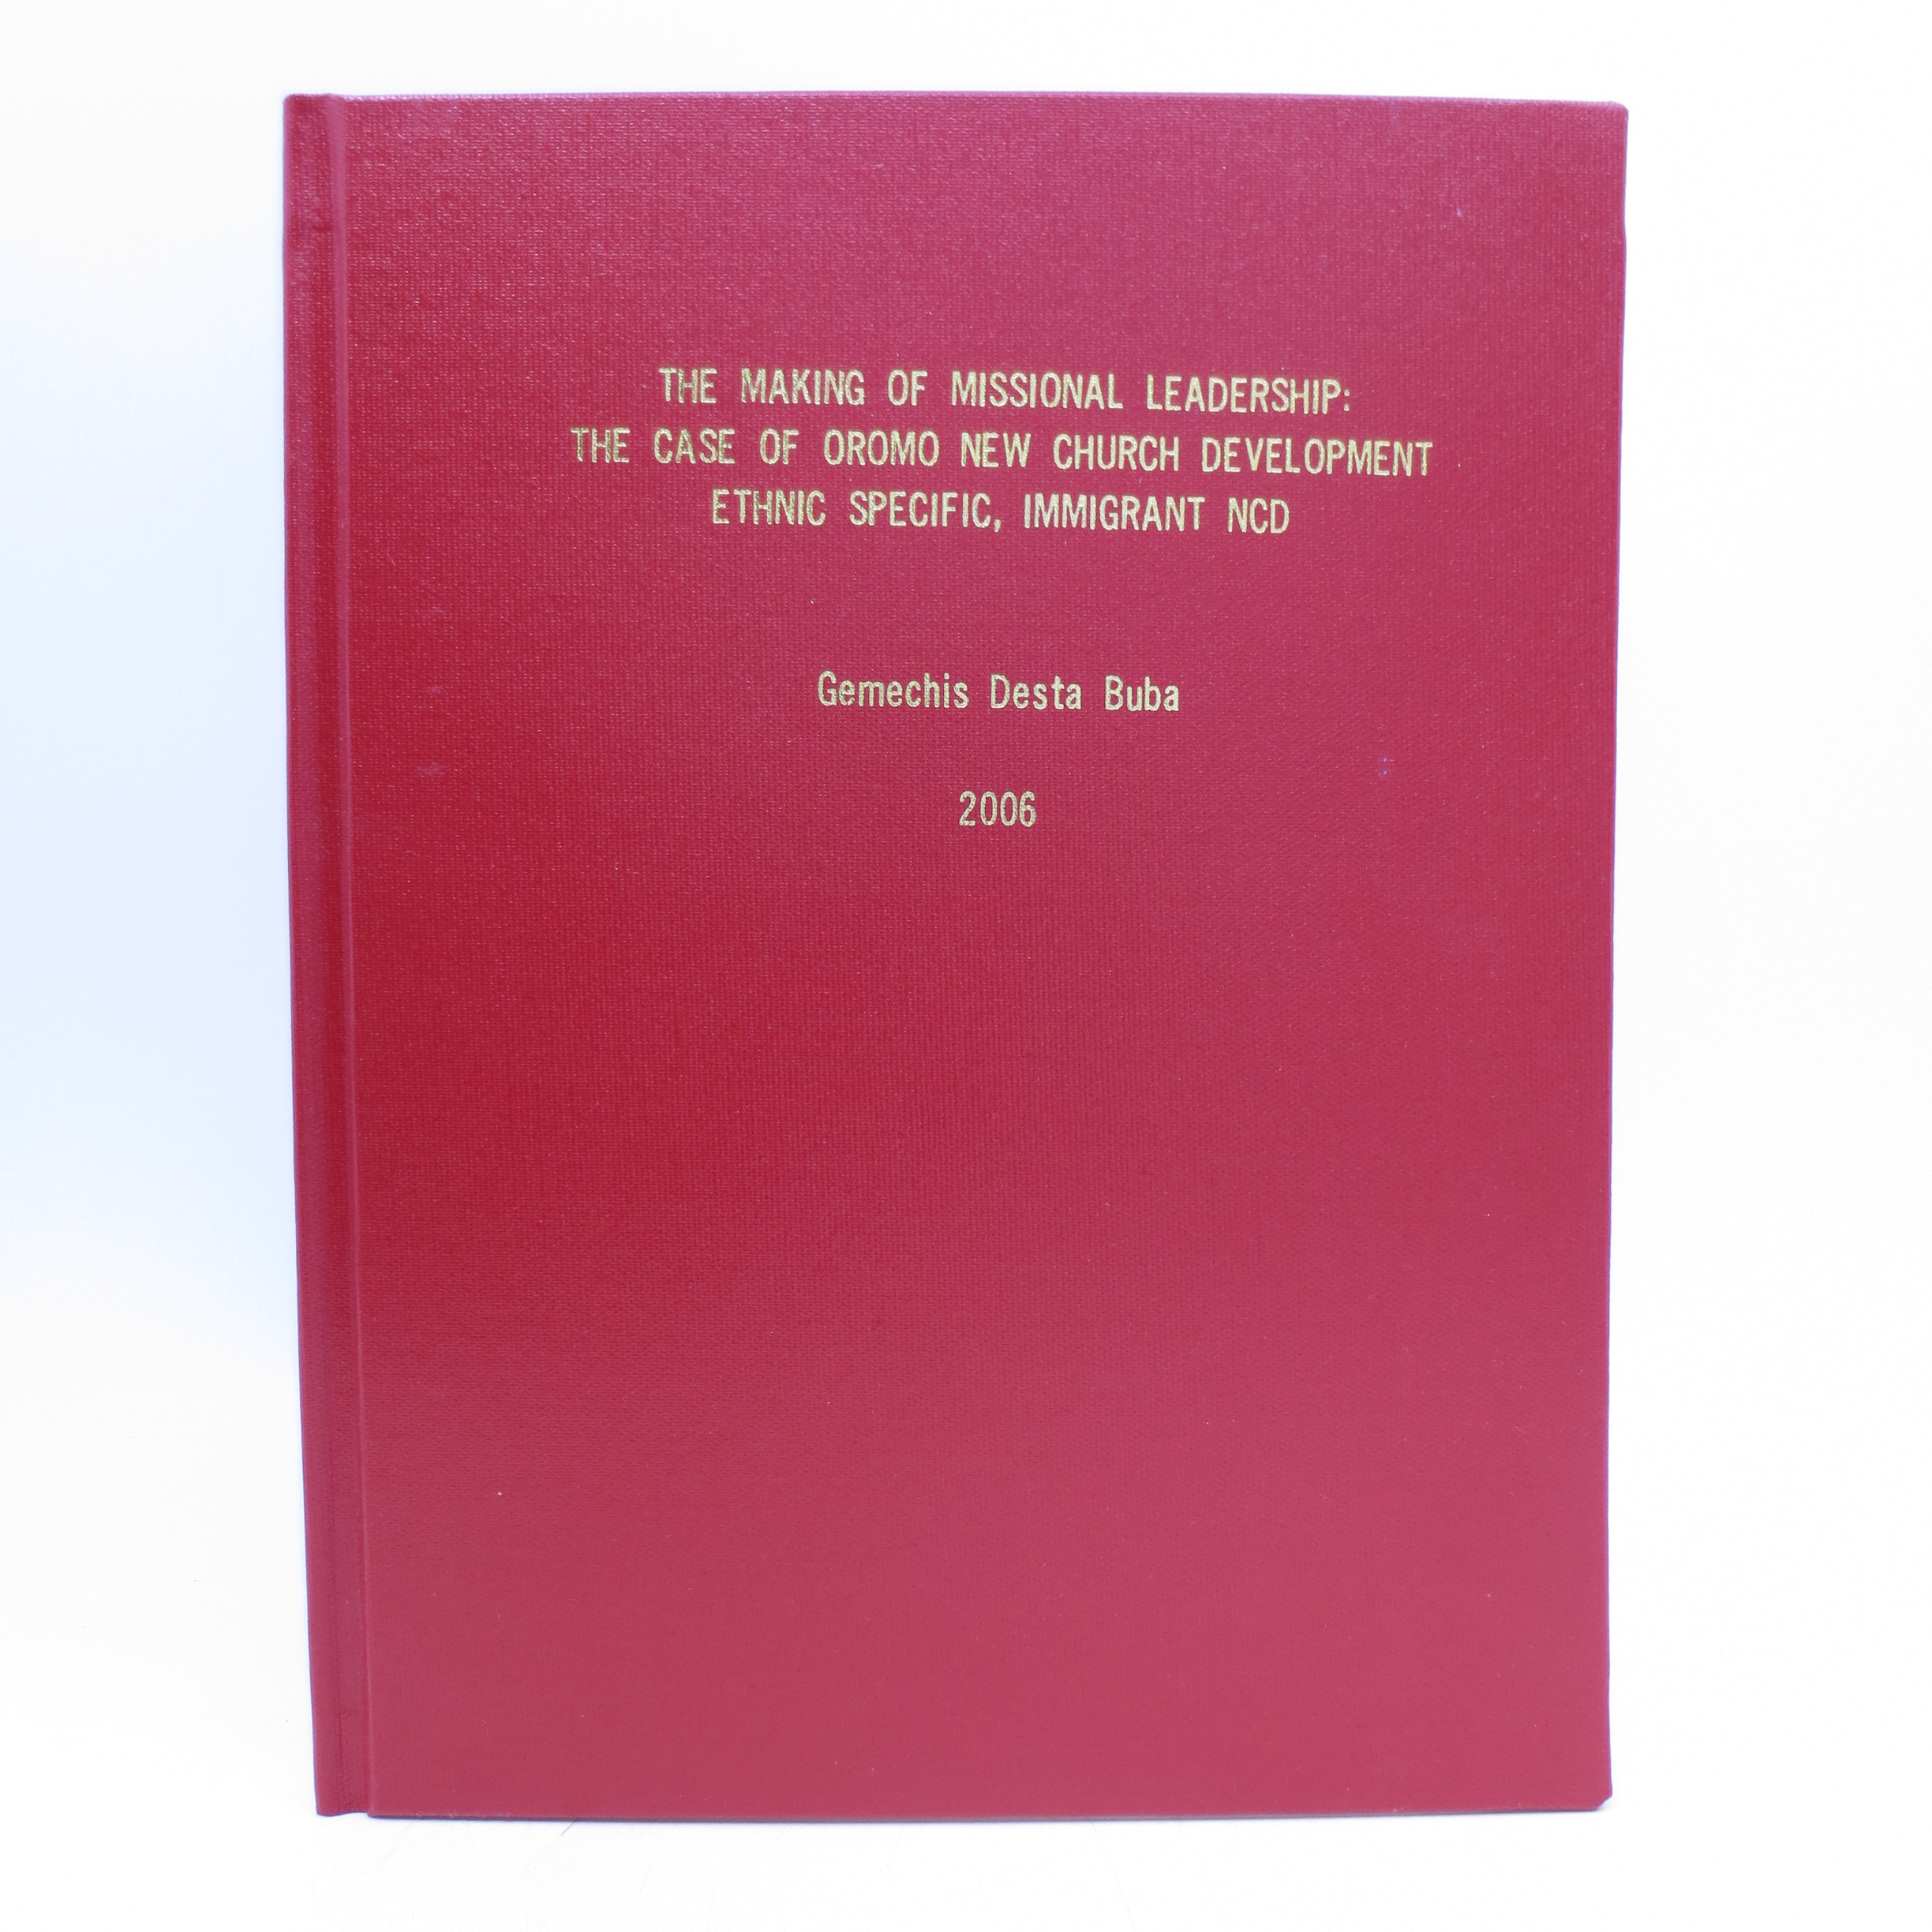 THE MAKING OF MISSIONAL LEADERSHIP:
THE CASE OF OROMO NEW CHURCH DEVELOPMENT
ETHNIC SPECIFIC, IMMIGRANT NCD
Gemechis Desta Buba
2006